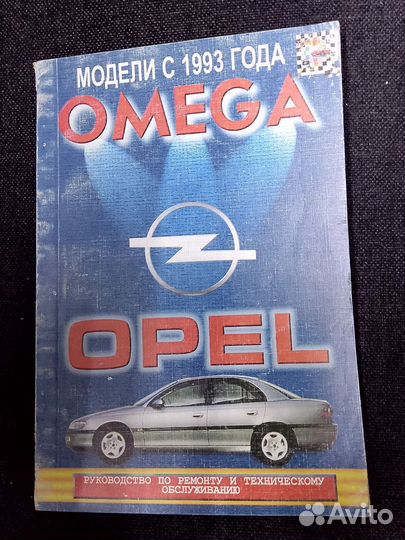 МОДЕЛИ С 1993 ГОДА
OMEGA
OPEL
РУКОВОДСТВО ПО РЕМОНТУ И ТЕХНИЧЕСКОМУ
ОБСЛУЖИВАНИЮ
Avito